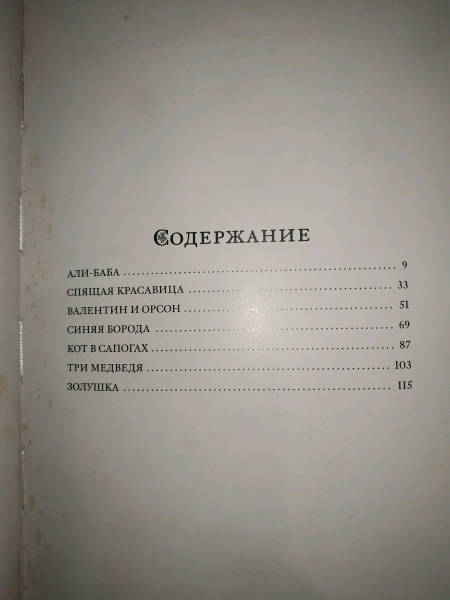 СОДЕРЖАНИЕ
АЛИ-БАБА ........................................ 9
СПЯЩАЯ КРАСАВИЦА ........................................ 33
ВАЛЕНТИН И ОРСОН ........................................ 51
СИНЯЯ БОРОДА ........................................ 69
КОТ В САПОГАХ ........................................ 87
ТРИ МЕДВЕДЯ ........................................ 103
ЗОЛУШКА ........................................ 115